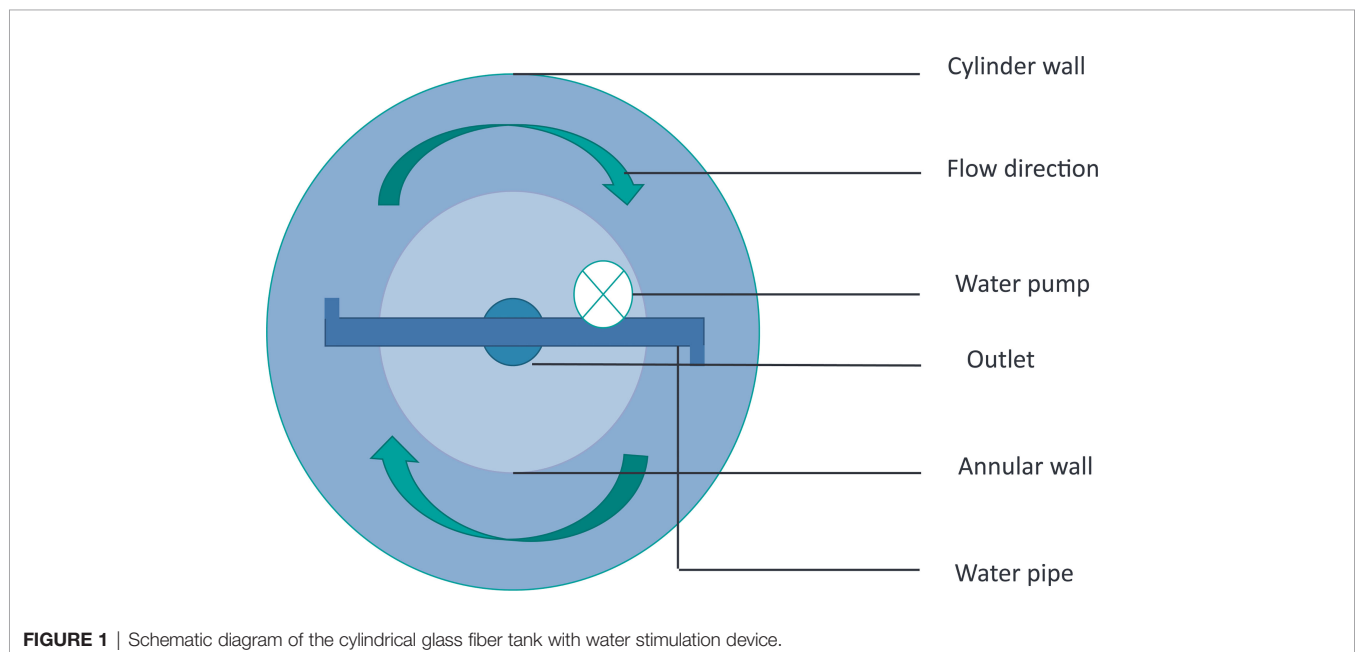 Cylinder wall
Flow direction
Water pump
Outlet
Annular wall
Water pipe
FIGURE 1 | Schematic diagram of the cylindrical glass fiber tank with water stimulation device.